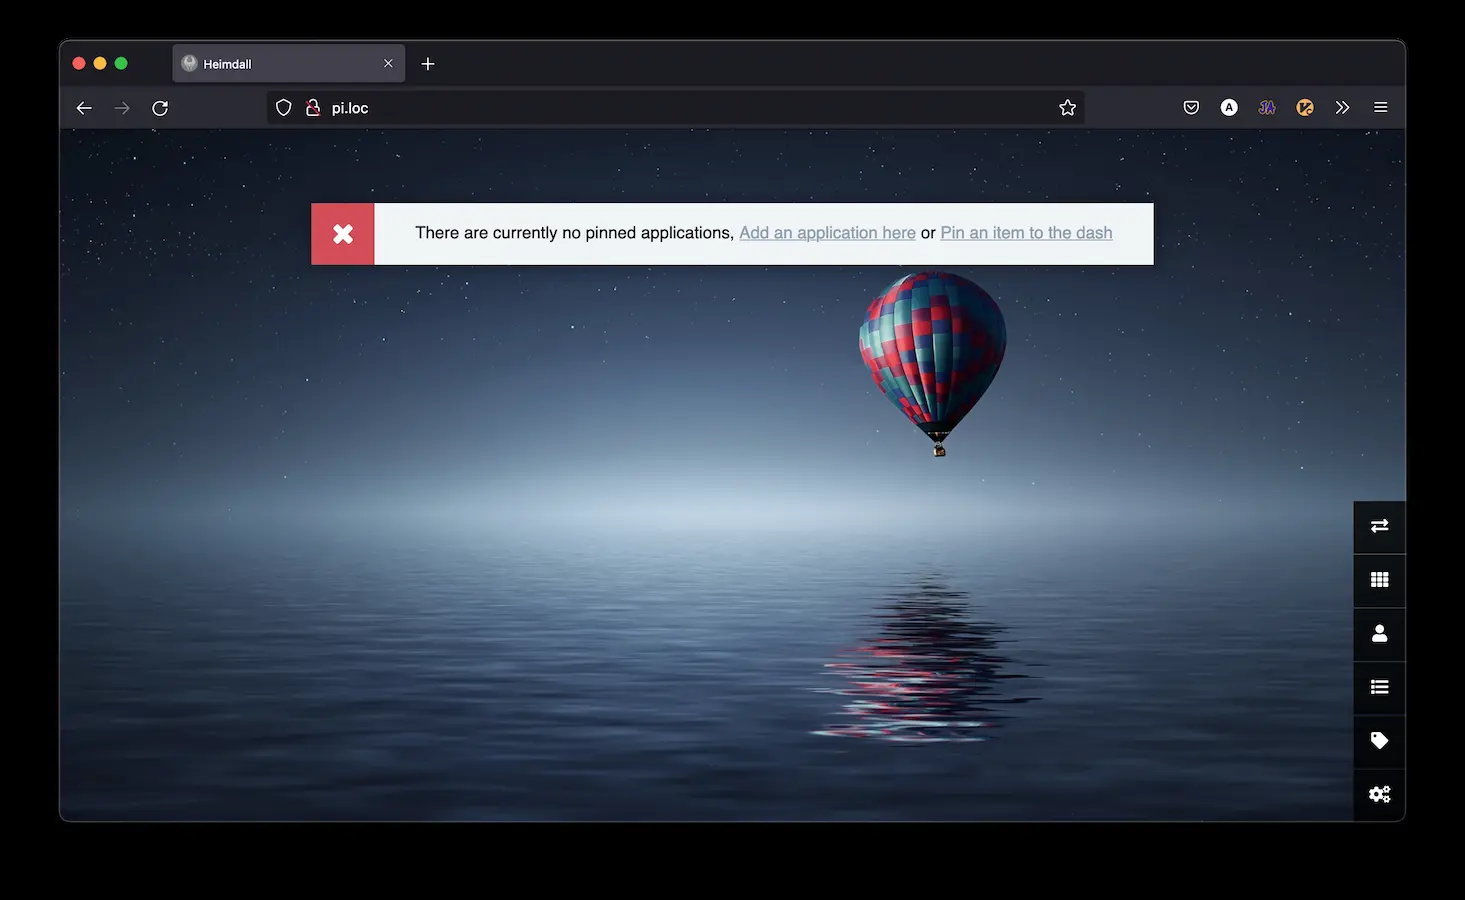 Heimdall
pi.loc
A
JA
There are currently no pinned applications, Add an application here or Pin an item to the dash